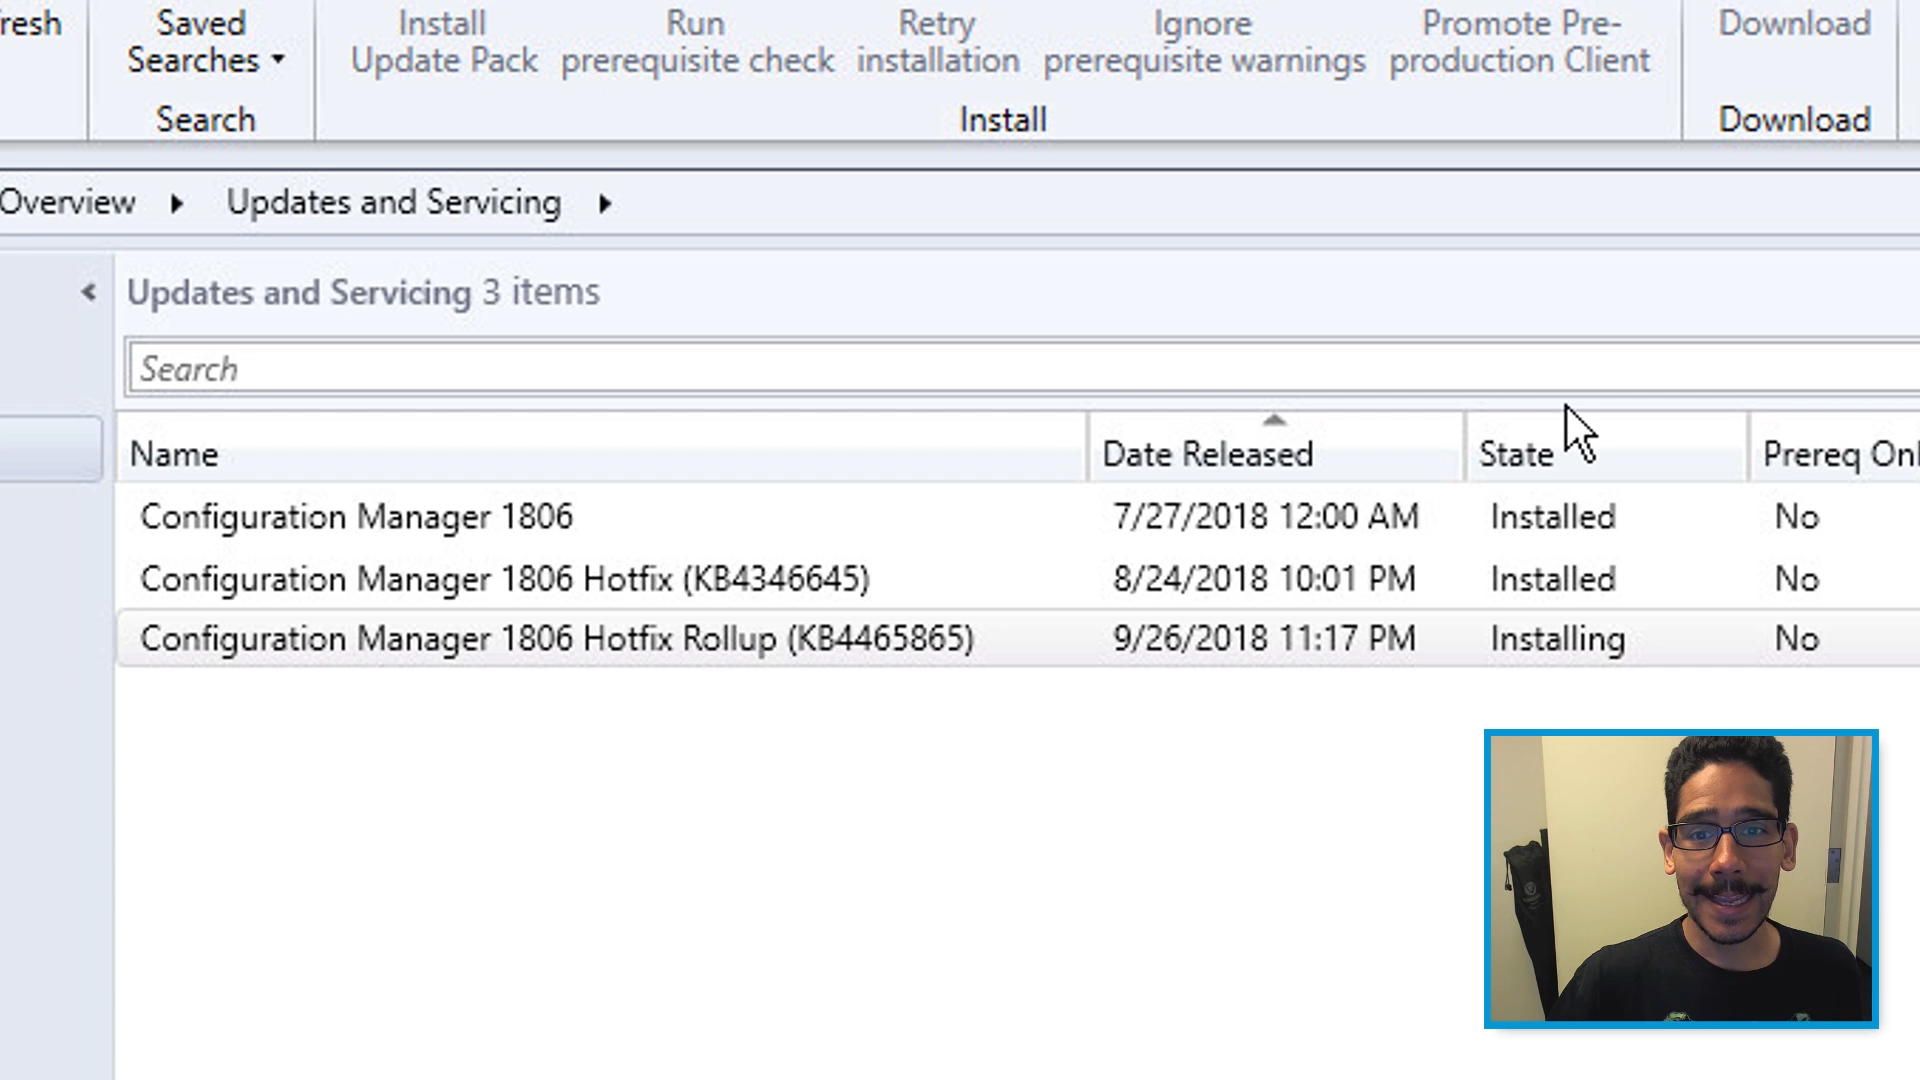 Saved
Searches
Search
Install
Update Pack
Run
prerequisite check
Retry
installation
Ignore
prerequisite warnings
Promote Pre-
production Client
Install
Download
Download
Overview Updates and Servicing
Updates and Servicing 3 items
Search
Name Date Released State Prereq Onl
Configuration Manager 1806 7/27/2018 12:00 AM Installed No
Configuration Manager 1806 Hotfix (KB4346645) 8/24/2018 10:01 PM Installed No
Configuration Manager 1806 Hotfix Rollup (KB4465865) 9/26/2018 11:17 PM Installing No